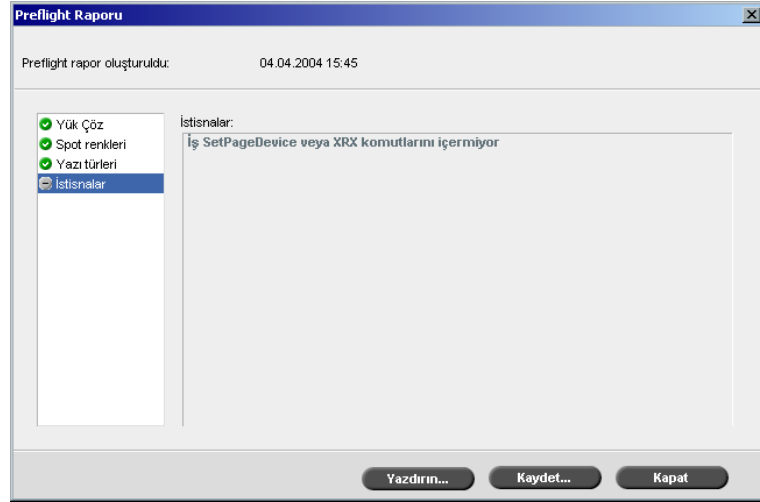 Preflight Raporu
Preflight rapor oluşturuldu: 04.04.2004 15:45
Yük Çöz
Spot renkleri
Yazı türleri
İstisnalar
İstisnalar:
İş SetPageDevice veya XRX komutlarını içermiyor
Yazdırın... Kaydet... Kapat